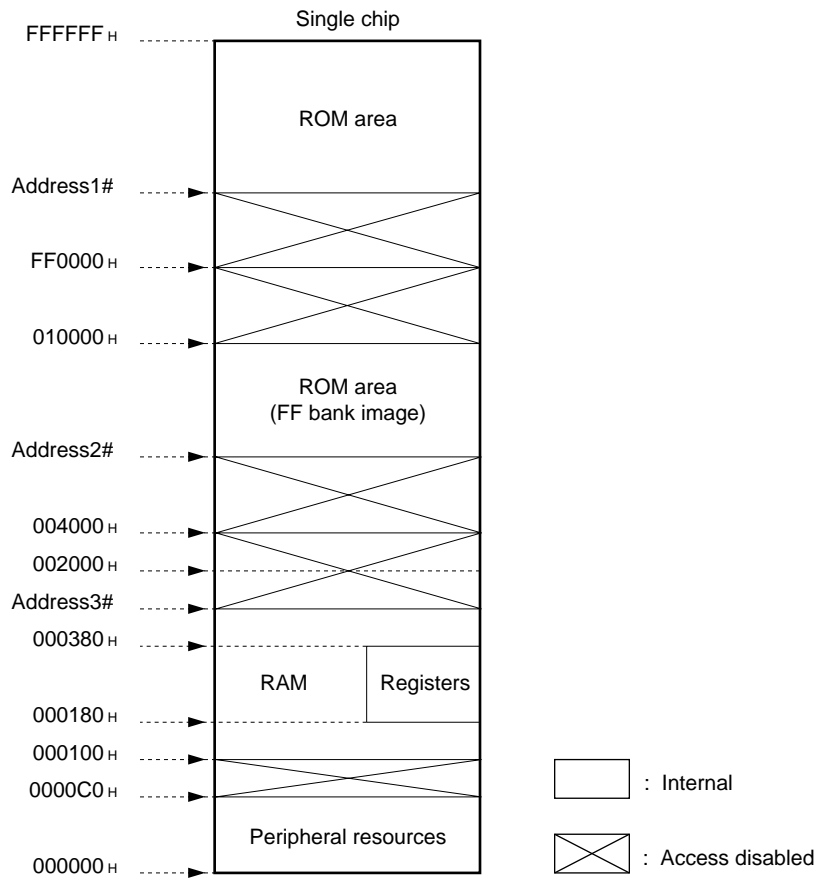 Single chip
FFFFFF H
ROM area
Address1#
FF0000 H
010000 H
ROM area
(FF bank image)
Address2#
004000 H
002000 H
Address3#
000380 H
RAM
Registers
000180 H
000100 H
0000C0 H
: Internal
Peripheral resources
: Access disabled
000000 H